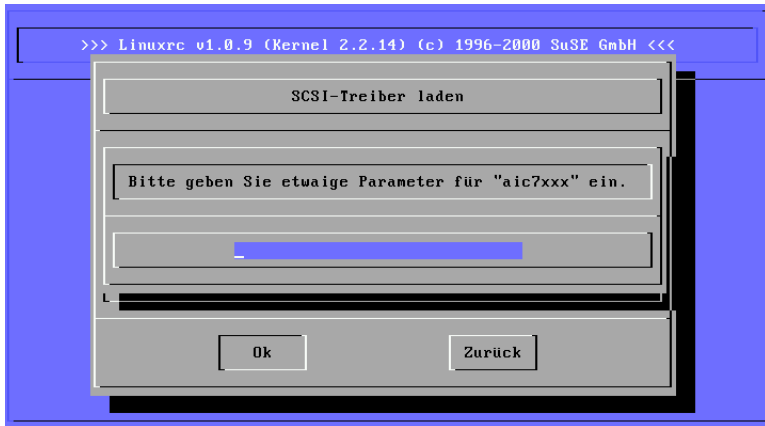 >>> Linuxrc v1.0.9 (Kernel 2.2.14) (c) 1996-2000 SuSE GmbH <<<
SCSI-Treiber laden
Bitte geben Sie etwaige Parameter für "aic7xxx" ein.
Ok
Zurück